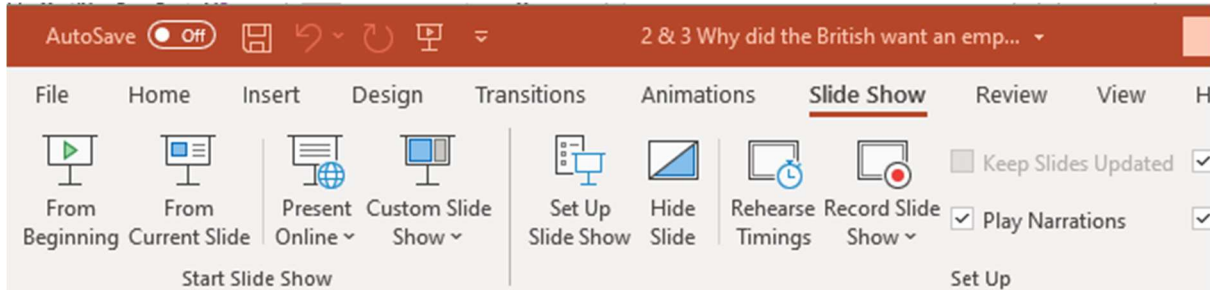 AutoSave Off 2 & 3 Why did the British want an emp...
File Home Insert Design Transitions Animations Slide Show Review View H
From Beginning
From Current Slide
Present Online
Custom Slide Show
Set Up Slide Show
Hide Slide
Rehearse Timings
Record Slide Show
Keep Slides Updated
Play Narrations
Start Slide Show
Set Up